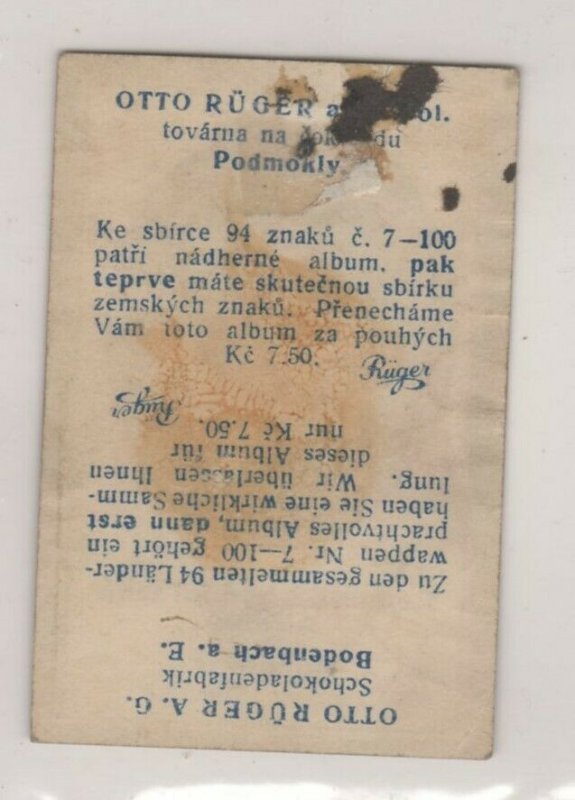 OTTO RÜGER a
továrna na
Podmokly
Ke sbírce 94 znaků č. 7—100
patří nádherné album, pak
teprve máte skutečnou sbírku
zemských znaků. Přenecháme
Vám toto album za pouhých
Kč 7.50.
Rüger
OTTO RÜGER A. G.
Schokoladenfabrik
Bodenbach a. E.
Zu den gesammelten 94 Länder-
wappen Nr. 7—100 gehört ein
prachtvolles Album, dann erst
haben Sie eine wirkliche Samm-
lung. Wir überlassen Ihnen
dieses Album für
nur Kč 7.50.
Rüger